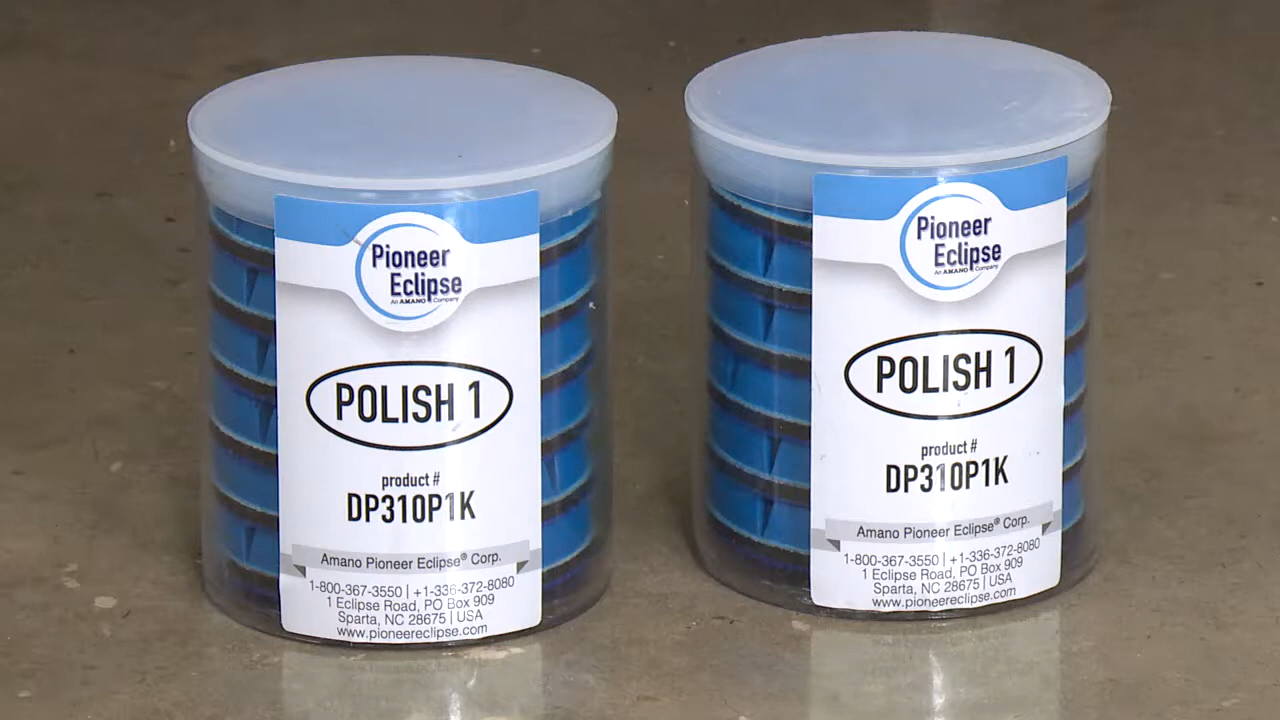 Pioneer
Eclipse
An AMANO Company
POLISH 1
product #
DP310P1K
Amano Pioneer Eclipse® Corp.
1-800-367-3550 | +1-336-372-8080
1 Eclipse Road, PO Box 909
Sparta, NC 28675 | USA
www.pioneereclipse.com
Pioneer
Eclipse
An AMANO Company
POLISH 1
product #
DP310P1K
Amano Pioneer Eclipse® Corp.
1-800-367-3550 | +1-336-372-8080
1 Eclipse Road, PO Box 909
Sparta, NC 28675 | USA
www.pioneereclipse.com